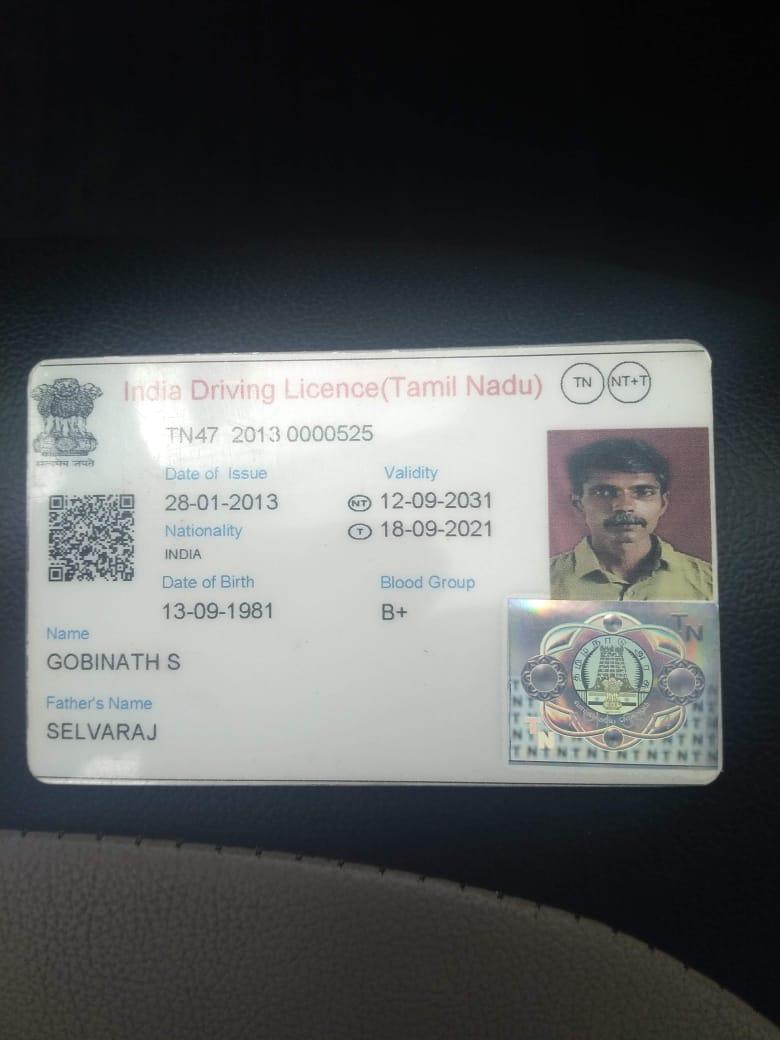 India Driving Licence(Tamil Nadu) TN NT+T
सत्यमेव जयते
TN47 2013 0000525
Date of Issue Validity
28-01-2013 NT 12-09-2031
Nationality T 18-09-2021
INDIA
Date of Birth Blood Group
13-09-1981 B+
Name
GOBINATH S
Father's Name
SELVARAJ
TN
TN